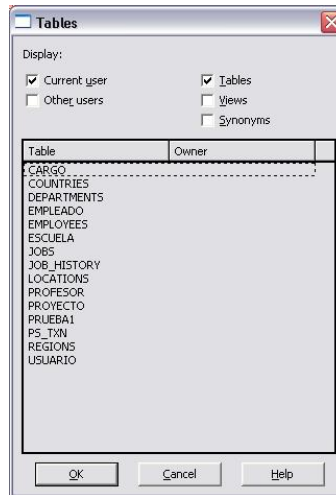 Tables
Display:
Current user
Tables
Other users
Views
Synonyms
Table Owner
CARGO
COUNTRIES
DEPARTMENTS
EMPLEADO
EMPLOYEES
ESCUELA
JOBS
JOB_HISTORY
LOCATIONS
PROFESOR
PROYECTO
PRUEBA1
PS_TXN
REGIONS
USUARIO
OK Cancel Help